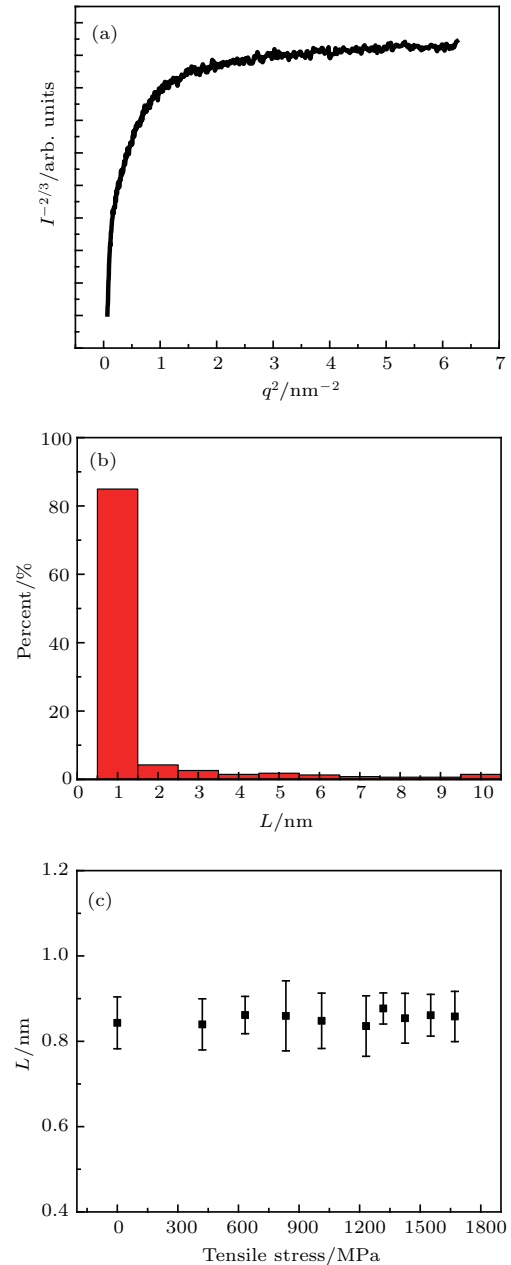 (a)
I^{-2/3}/arb. units
0 1 2 3 4 5 6 7
q²/nm⁻²
(b)
100
80
60
40
20
0
Percent/%
0 1 2 3 4 5 6 7 8 9 10
L/nm
(c)
1.2
1.0
0.8
0.6
0.4
L/nm
0 300 600 900 1200 1500 1800
Tensile stress/MPa